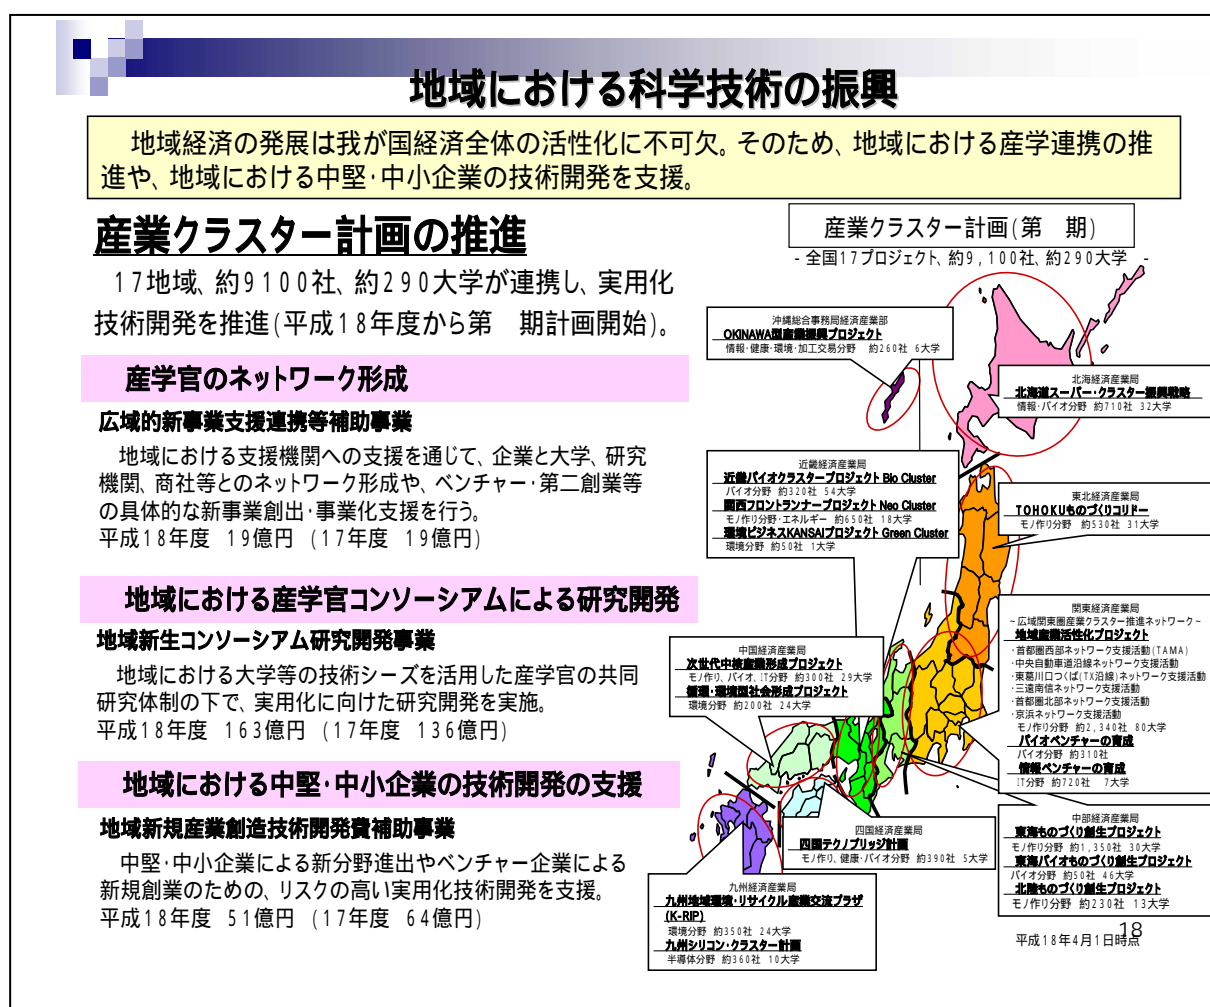 地域における科学技術の振興
地域経済の発展は我が国経済全体の活性化に不可欠。そのため、地域における産学連携の推
進や、地域における中堅・中小企業の技術開発を支援。
産業クラスター計画の推進
17地域、約9100社、約290大学が連携し、実用化
技術開発を推進(平成18年度から第　期計画開始)。
産学官のネットワーク形成
広域的新事業支援連携等補助事業
地域における支援機関への支援を通じて、企業と大学、研究
機関、商社等とのネットワーク形成や、ベンチャー・第二創業等
の具体的な新事業創出・事業化支援を行う。
平成18年度 19億円 (17年度 19億円)
地域における産学官コンソーシアムによる研究開発
地域新生コンソーシアム研究開発事業
地域における大学等の技術シーズを活用した産学官の共同
研究体制の下で、実用化に向けた研究開発を実施。
平成18年度 163億円 (17年度 136億円)
地域における中堅・中小企業の技術開発の支援
地域新規産業創造技術開発費補助事業
中堅・中小企業による新分野進出やベンチャー企業による
新規創業のための、リスクの高い実用化技術開発を支援。
平成18年度 51億円 (17年度 64億円)
産業クラスター計画(第　期)
- 全国17プロジェクト、約9,100社、約290大学 -
沖縄総合事務局経済産業部
OKINAWA型産業振興プロジェクト
情報・健康・環境・加工交易分野 約260社 6大学
北海経済産業局
北海道スーパー・クラスター振興戦略
情報・バイオ分野 約710社 32大学
近畿経済産業局
近畿バイオクラスタープロジェクト Bio Cluster
バイオ分野 約320社 54大学
関西フロントランナープロジェクト Neo Cluster
モノ作り分野・エネルギー 約650社 18大学
環境ビジネスKANSAIプロジェクト Green Cluster
環境分野 約50社 1大学
東北経済産業局
TOHOKUものづくりコリドー
モノ作り分野 約530社 31大学
関東経済産業局
~広域関東圏産業クラスター推進ネットワーク~
地域産業活性化プロジェクト
・首都圏西部ネットワーク支援活動(TAMA)
・中央自動車道沿線ネットワーク支援活動
・東葛川口つくば(TX沿線)ネットワーク支援活動
・三遠南信ネットワーク支援活動
・首都圏北部ネットワーク支援活動
・京浜ネットワーク支援活動
モノ作り分野 約2,340社 80大学
バイオベンチャーの育成
バイオ分野 約310社
情報ベンチャーの育成
IT分野 約720社 7大学
中国経済産業局
次世代中核産業形成プロジェクト
モノ作り、バイオ、IT分野 約300社 29大学
循環・環境型社会形成プロジェクト
環境分野 約200社 24大学
四国経済産業局
四国テクノブリッジ計画
モノ作り、健康・バイオ分野 約390社 5大学
中部経済産業局
東海ものづくり創生プロジェクト
モノ作り分野 約1,350社 30大学
東海バイオものづくり創生プロジェクト
バイオ分野 約50社 46大学
北陸ものづくり創生プロジェクト
モノ作り分野 約230社 13大学
九州経済産業局
九州地域環境・リサイクル産業交流プラザ
(K-RIP)
環境分野 約350社 24大学
九州シリコン・クラスター計画
半導体分野 約360社 10大学
平成18年4月1日時点
18